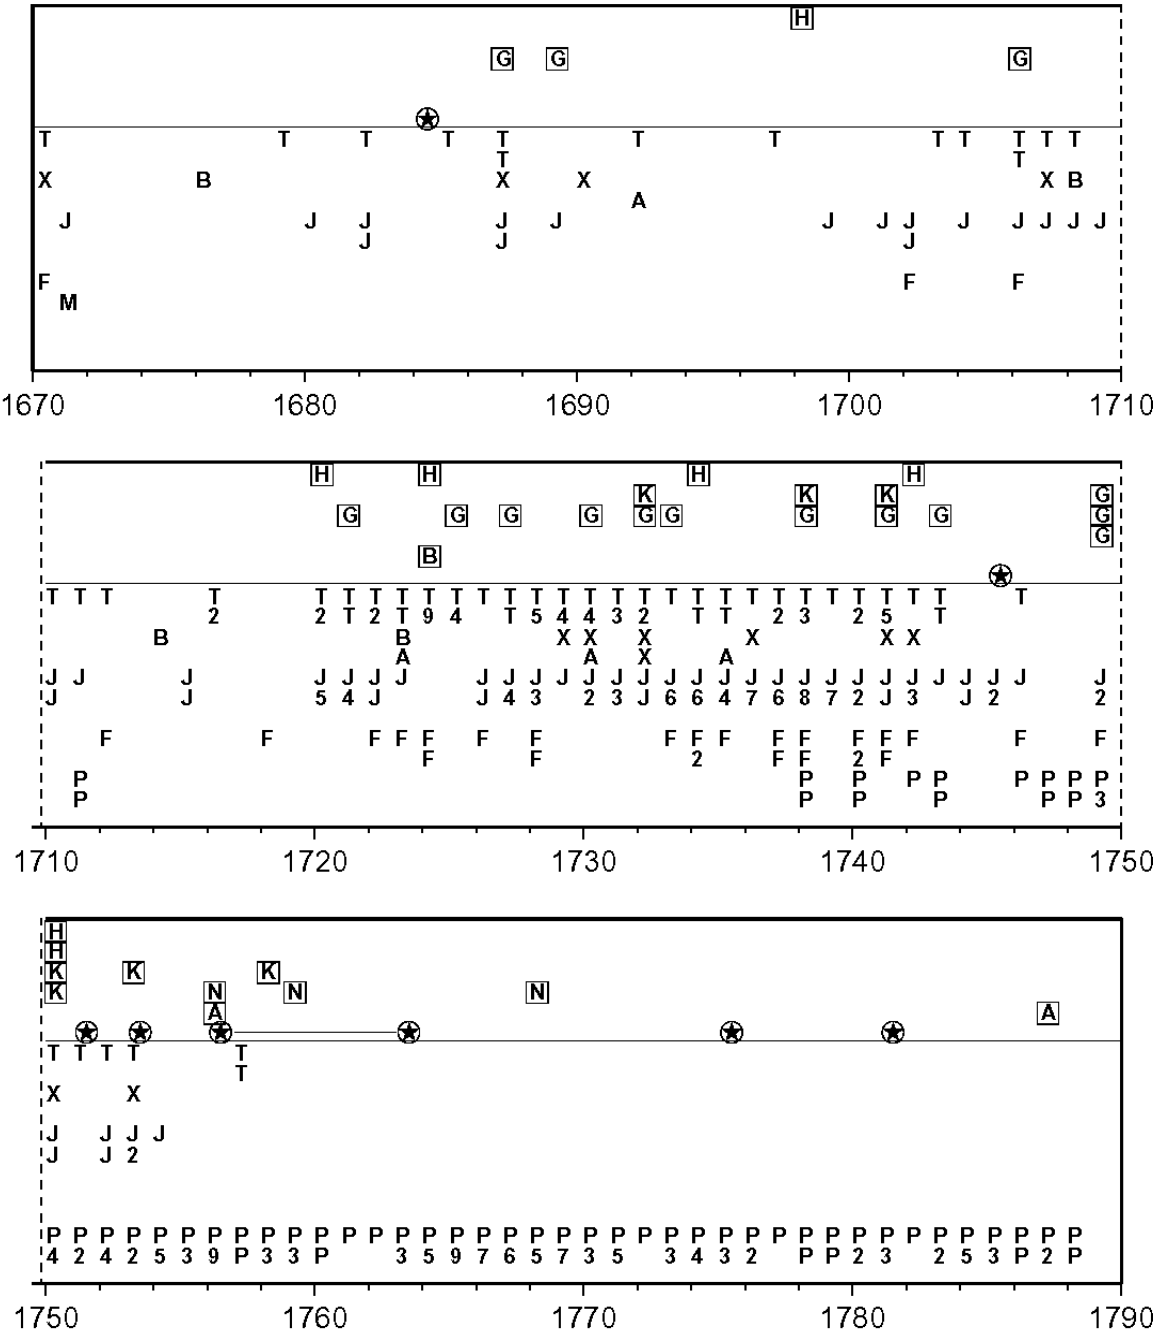 H
G G G
T T T T T T T T T T T T
T T
X B X X X B
A
J J J J J J J J J J J J J
J J J
F F F
M
1670 1680 1690 1700 1710
H H H H
K K K G
G G G G G G G G G G
G
B
T T T T T T T T T T T T T T T T T T T T T T T T T T T T T
2 2 T 2 T 9 4 T 5 4 4 3 2 T T 2 3 2 5 T
B B X X X X X X
A A X A
J J J J J J J J J J J J J J J J J J J J J J J J J J J J J
J J 5 4 J J 4 3 2 3 J 6 6 4 7 6 8 7 2 J 3 J 2 2
F F F F F F F F F F F F F F F F F
F F 2 F F 2 F
P P P P P P P P P
P P P P P P 3
1710 1720 1730 1740 1750
H
H
K K K
K N N N
A A
T T T T T
T
X X
J J J J
J J 2
P P P P P P P P P P P P P P P P P P P P P P P P P P P P P P P P P P P P P P P
4 2 4 2 5 3 9 P 3 3 P 3 5 9 7 6 5 7 3 5 3 4 3 2 P P 2 3 2 5 3 P 2 P
1750 1760 1770 1780 1790